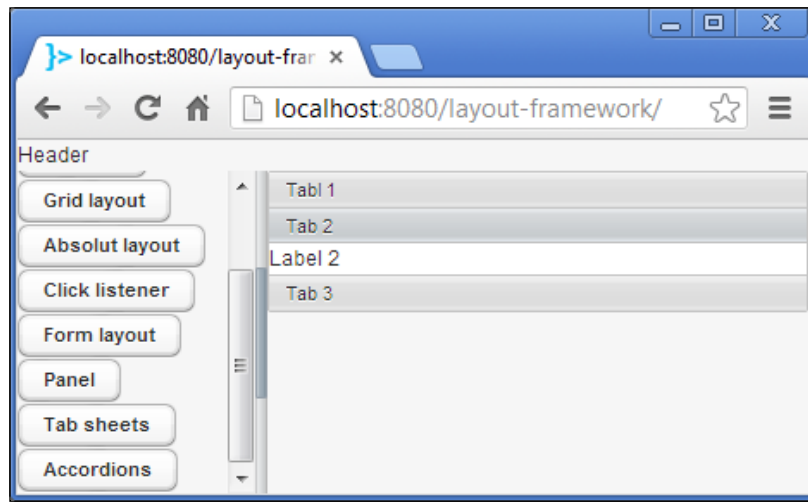 localhost:8080/layout-fran
localhost:8080/layout-framework/
Header
Grid layout
Absolut layout
Click listener
Form layout
Panel
Tab sheets
Accordions
Tabl 1
Tab 2
Label 2
Tab 3